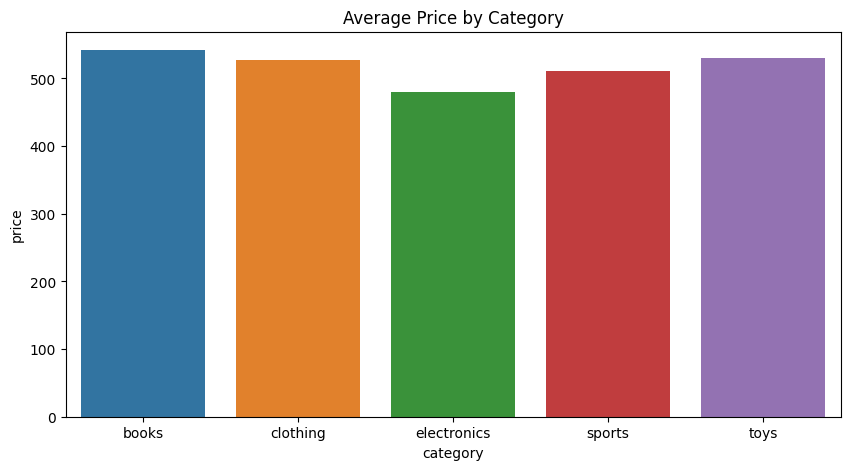 Average Price by Category
price
500
400
300
200
100
0
books clothing electronics sports toys
category